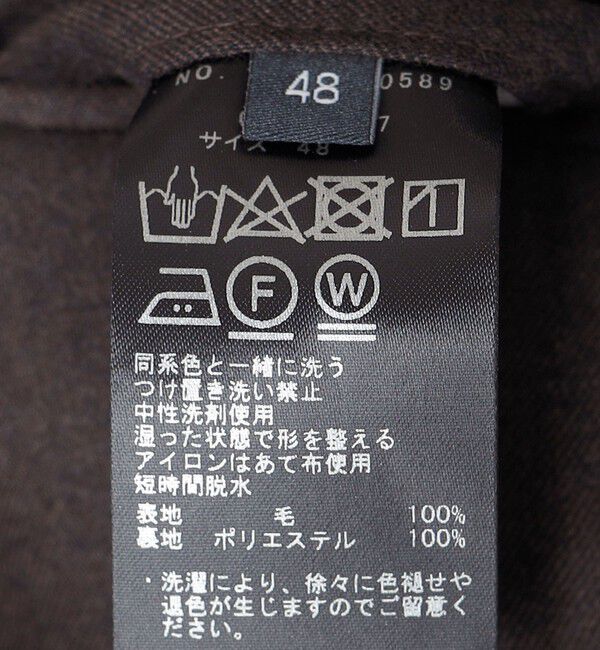 NO. 0589
48
7
サイズ 48
F W
同系色と一緒に洗う
つけ置き洗い禁止
中性洗剤使用
湿った状態で形を整える
アイロンはあて布使用
短時間脱水
表地 毛 100%
裏地 ポリエステル 100%
・洗濯により、徐々に色褪せや
退色が生じますのでご留意く
ださい。